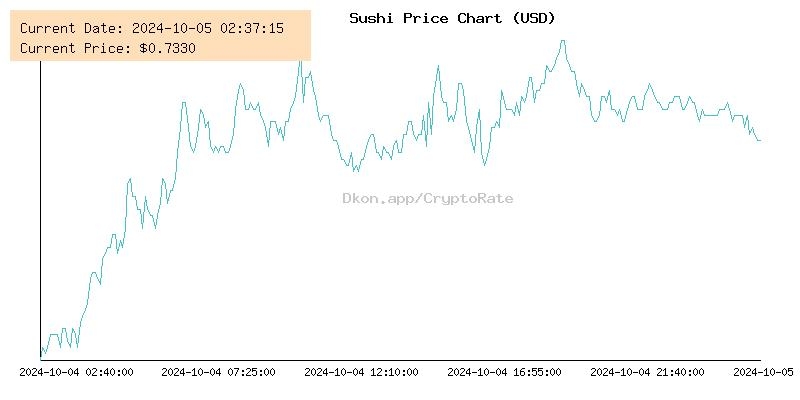 Sushi Price Chart (USD)
Current Date: 2024-10-05 02:37:15
Current Price: $0.7330
Dkon.app/CryptoRate
2024-10-04 02:40:00 2024-10-04 07:25:00 2024-10-04 12:10:00 2024-10-04 16:55:00 2024-10-04 21:40:00 2024-10-05